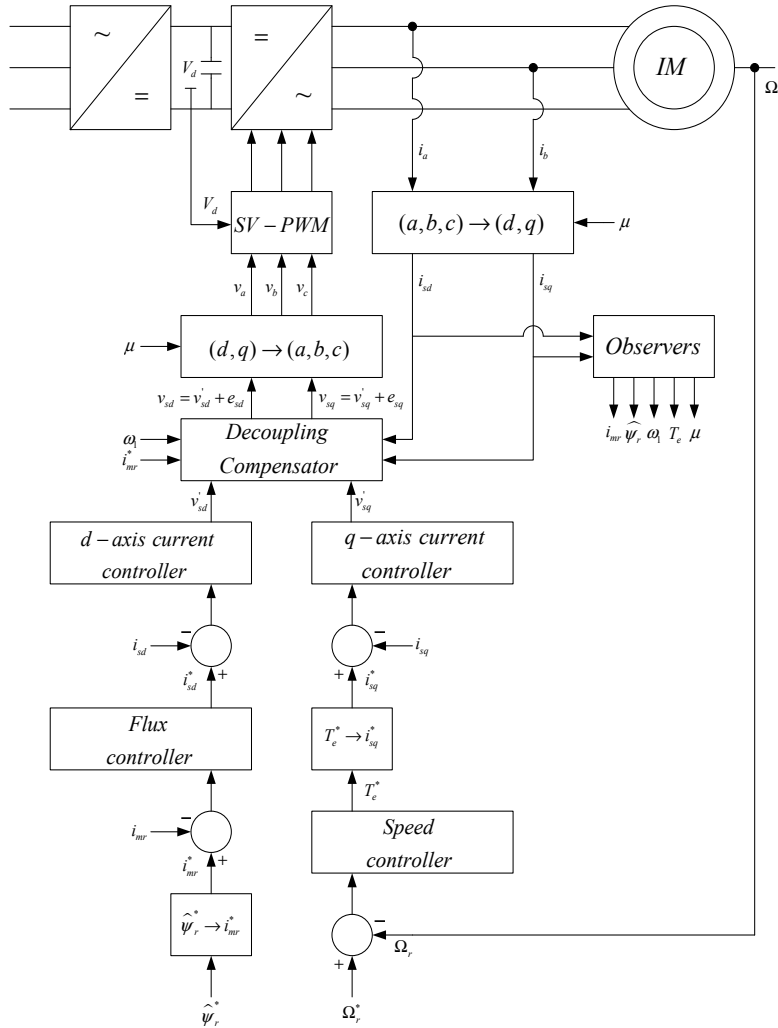 ~
=
V_d
=
~
IM
Ω
i_a
i_b
V_d
SV − PWM
(a, b, c) → (d, q)
μ
v_a
v_b
v_c
i_sd
i_sq
μ
(d, q) → (a, b, c)
Observers
v_sd = v'_sd + e_sd
v_sq = v'_sq + e_sq
i_mr
ψ̂_r
ω_1
T_e
μ
ω_1
i*_mr
Decoupling
Compensator
v'_sd
v'_sq
d − axis current
controller
q − axis current
controller
−
−
i_sd
i_sq
+
+
i*_sd
i*_sq
Flux
controller
T*_e → i*_sq
T*_e
−
i_mr
+
i*_mr
Speed
controller
ψ̂*_r → i*_mr
−
Ω_r
+
ψ̂*_r
Ω*_r